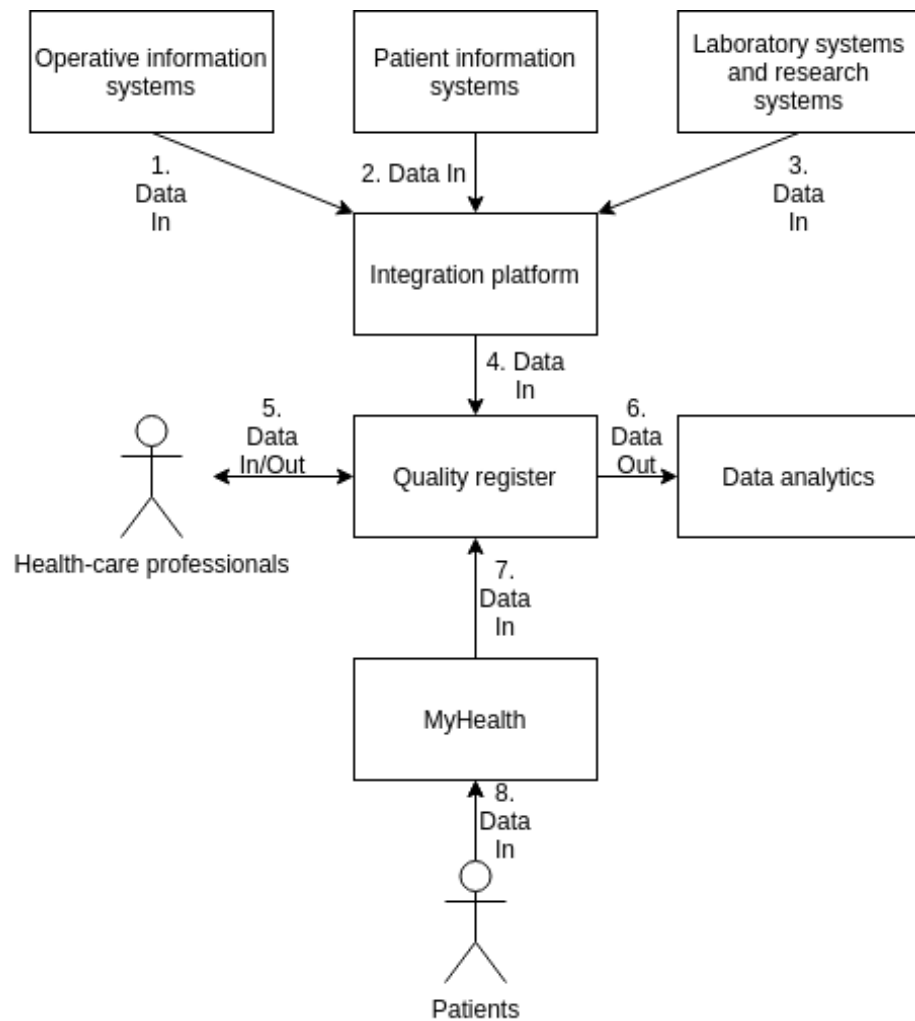 Operative information
systems
Patient information
systems
Laboratory systems
and research
systems
1.
Data
In
2. Data In
3.
Data
In
Integration platform
4. Data
In
5.
Data
In/Out
6.
Data
Out
Quality register
Data analytics
Health-care professionals
7.
Data
In
MyHealth
8.
Data
In
Patients